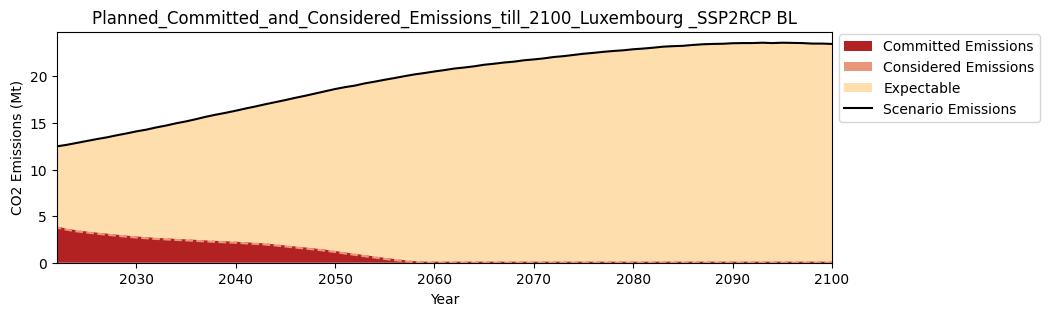 Planned_Committed_and_Considered_Emissions_till_2100_Luxembourg _SSP2RCP BL
CO2 Emissions (Mt)
20
15
10
5
0
2030 2040 2050 2060 2070 2080 2090 2100
Year
Committed Emissions
Considered Emissions
Expectable
Scenario Emissions